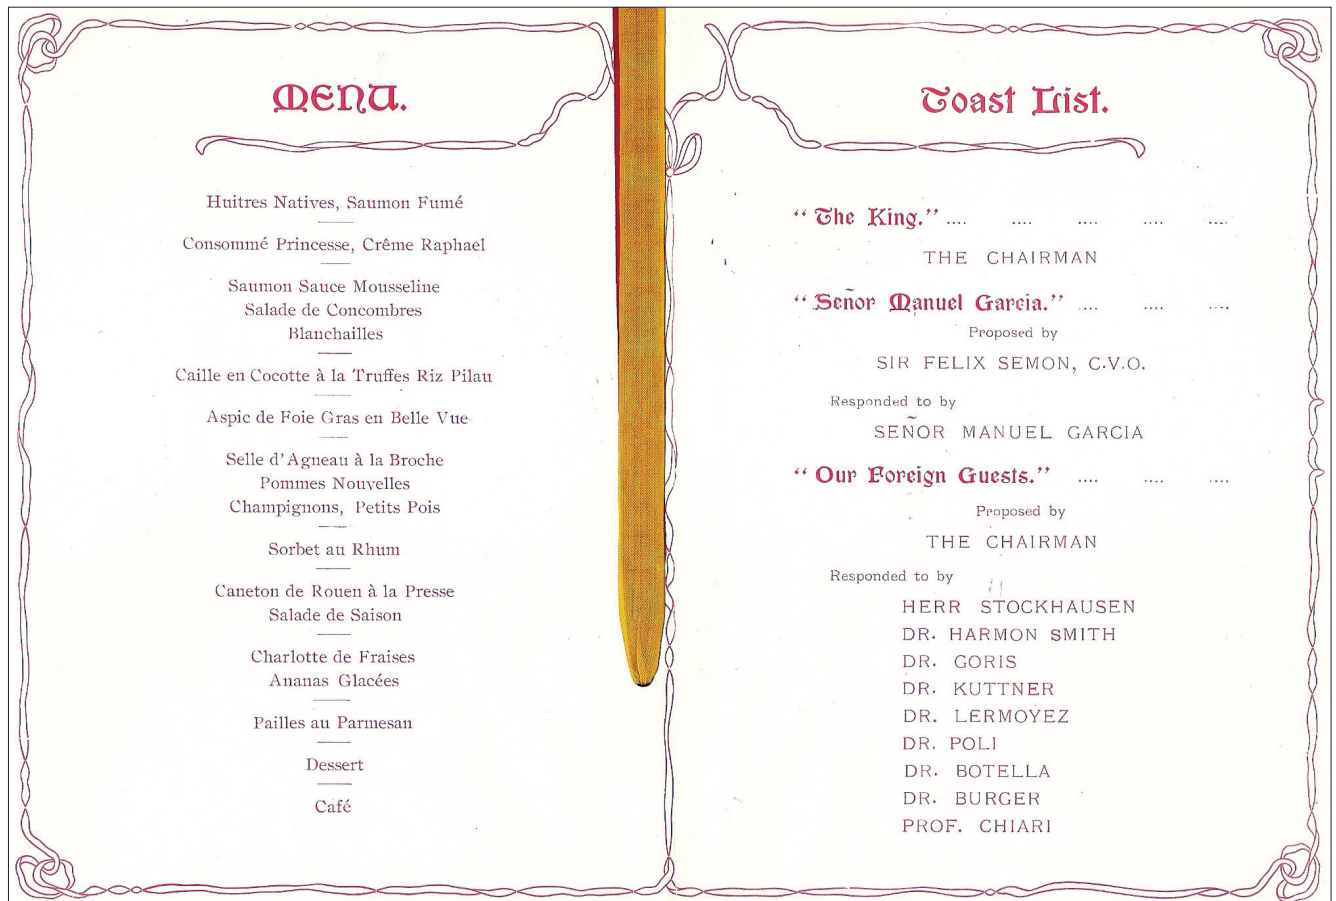 MENU.
Huitres Natives, Saumon Fumé
Consommé Princesse, Crême Raphael
Saumon Sauce Mousseline
Salade de Concombres
Blanchailles
Caille en Cocotte à la Truffes Riz Pilau
Aspic de Foie Gras en Belle Vue
Selle d'Agneau à la Broche
Pommes Nouvelles
Champignons, Petits Pois
Sorbet au Rhum
Caneton de Rouen à la Presse
Salade de Saison
Charlotte de Fraises
Ananas Glacées
Pailles au Parmesan
Dessert
Café
Toast List.
"The King." .... .... .... .... ....
THE CHAIRMAN
"Señor Manuel Garcia." .... .... ....
Proposed by
SIR FELIX SEMON, C.V.O.
Responded to by
SEÑOR MANUEL GARCIA
"Our Foreign Guests." .... .... ....
Proposed by
THE CHAIRMAN
Responded to by
HERR STOCKHAUSEN
DR. HARMON SMITH
DR. GORIS
DR. KUTTNER
DR. LERMOYEZ
DR. POLI
DR. BOTELLA
DR. BURGER
PROF. CHIARI